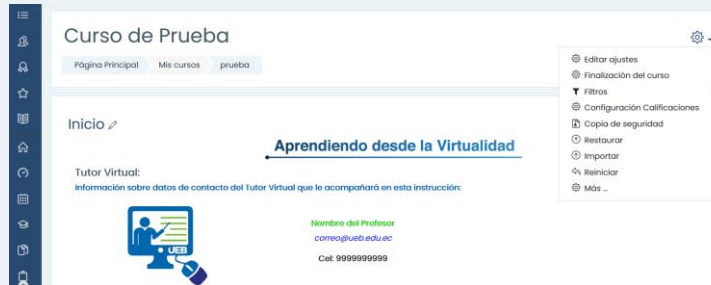 Curso de Prueba
Página Principal Mis cursos prueba
Editar ajustes
Finalización del curso
Filtros
Configuración Calificaciones
Copia de seguridad
Restaurar
Importar
Reiniciar
Más ...
Inicio
Aprendiendo desde la Virtualidad
Tutor Virtual:
Información sobre datos de contacto del Tutor Virtual que le acompañará en esta instrucción:
UEB
Nombre del Profesor
correo@ueb.edu.ec
Cel: 9999999999